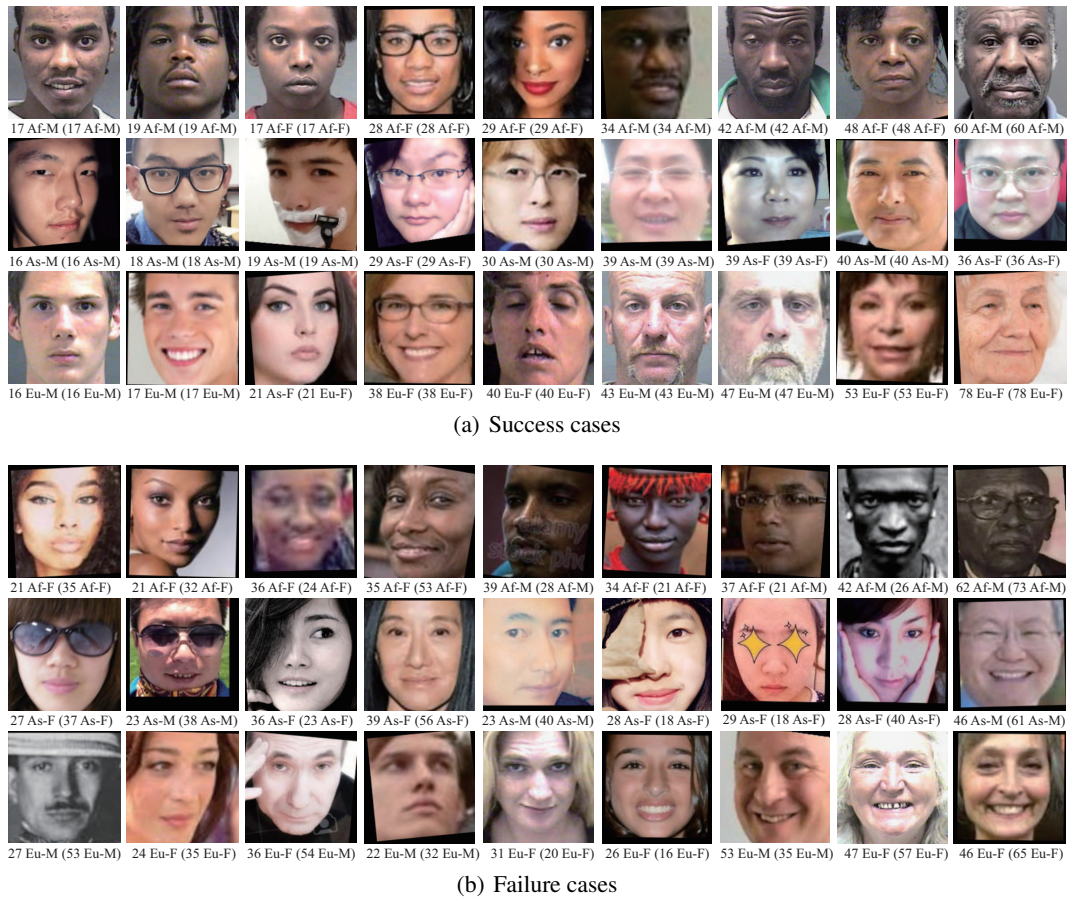 17 Af-M (17 Af-M) 19 Af-M (19 Af-M) 17 Af-F (17 Af-F) 28 Af-F (28 Af-F) 29 Af-F (29 Af-F) 34 Af-M (34 Af-M) 42 Af-M (42 Af-M) 48 Af-F (48 Af-F) 60 Af-M (60 Af-M)
16 As-M (16 As-M) 18 As-M (18 As-M) 19 As-M (19 As-M) 29 As-F (29 As-F) 30 As-M (30 As-M) 39 As-M (39 As-M) 39 As-F (39 As-F) 40 As-M (40 As-M) 36 As-F (36 As-F)
16 Eu-M (16 Eu-M) 17 Eu-M (17 Eu-M) 21 As-F (21 Eu-F) 38 Eu-F (38 Eu-F) 40 Eu-F (40 Eu-F) 43 Eu-M (43 Eu-M) 47 Eu-M (47 Eu-M) 53 Eu-F (53 Eu-F) 78 Eu-F (78 Eu-F)
(a) Success cases
alamy
stock pho
21 Af-F (35 Af-F) 21 Af-F (32 Af-F) 36 Af-F (24 Af-F) 35 Af-F (53 Af-F) 39 Af-M (28 Af-M) 34 Af-F (21 Af-F) 37 Af-F (21 Af-M) 42 Af-M (26 Af-M) 62 Af-M (73 Af-M)
27 As-F (37 As-F) 23 As-M (38 As-M) 36 As-F (23 As-F) 39 As-F (56 As-F) 23 As-M (40 As-M) 28 As-F (18 As-F) 29 As-F (18 As-F) 28 As-F (40 As-F) 46 As-M (61 As-M)
27 Eu-M (53 Eu-M) 24 Eu-F (35 Eu-F) 36 Eu-F (54 Eu-M) 22 Eu-M (32 Eu-M) 31 Eu-F (20 Eu-F) 26 Eu-F (16 Eu-F) 53 Eu-M (35 Eu-M) 47 Eu-F (57 Eu-F) 46 Eu-F (65 Eu-F)
(b) Failure cases